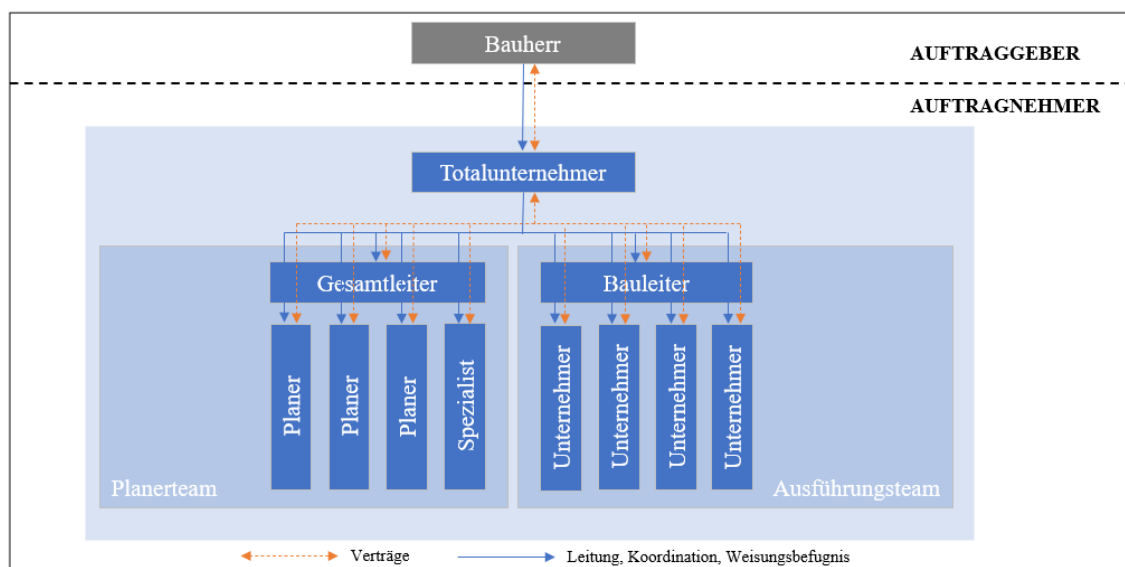 Bauherr
AUFTRAGGEBER
AUFTRAGNEHMER
Totalunternehmer
Gesamtleiter
Bauleiter
Planer
Planer
Planer
Spezialist
Unternehmer
Unternehmer
Unternehmer
Unternehmer
Planerteam
Ausführungsteam
Verträge
Leitung, Koordination, Weisungsbefugnis